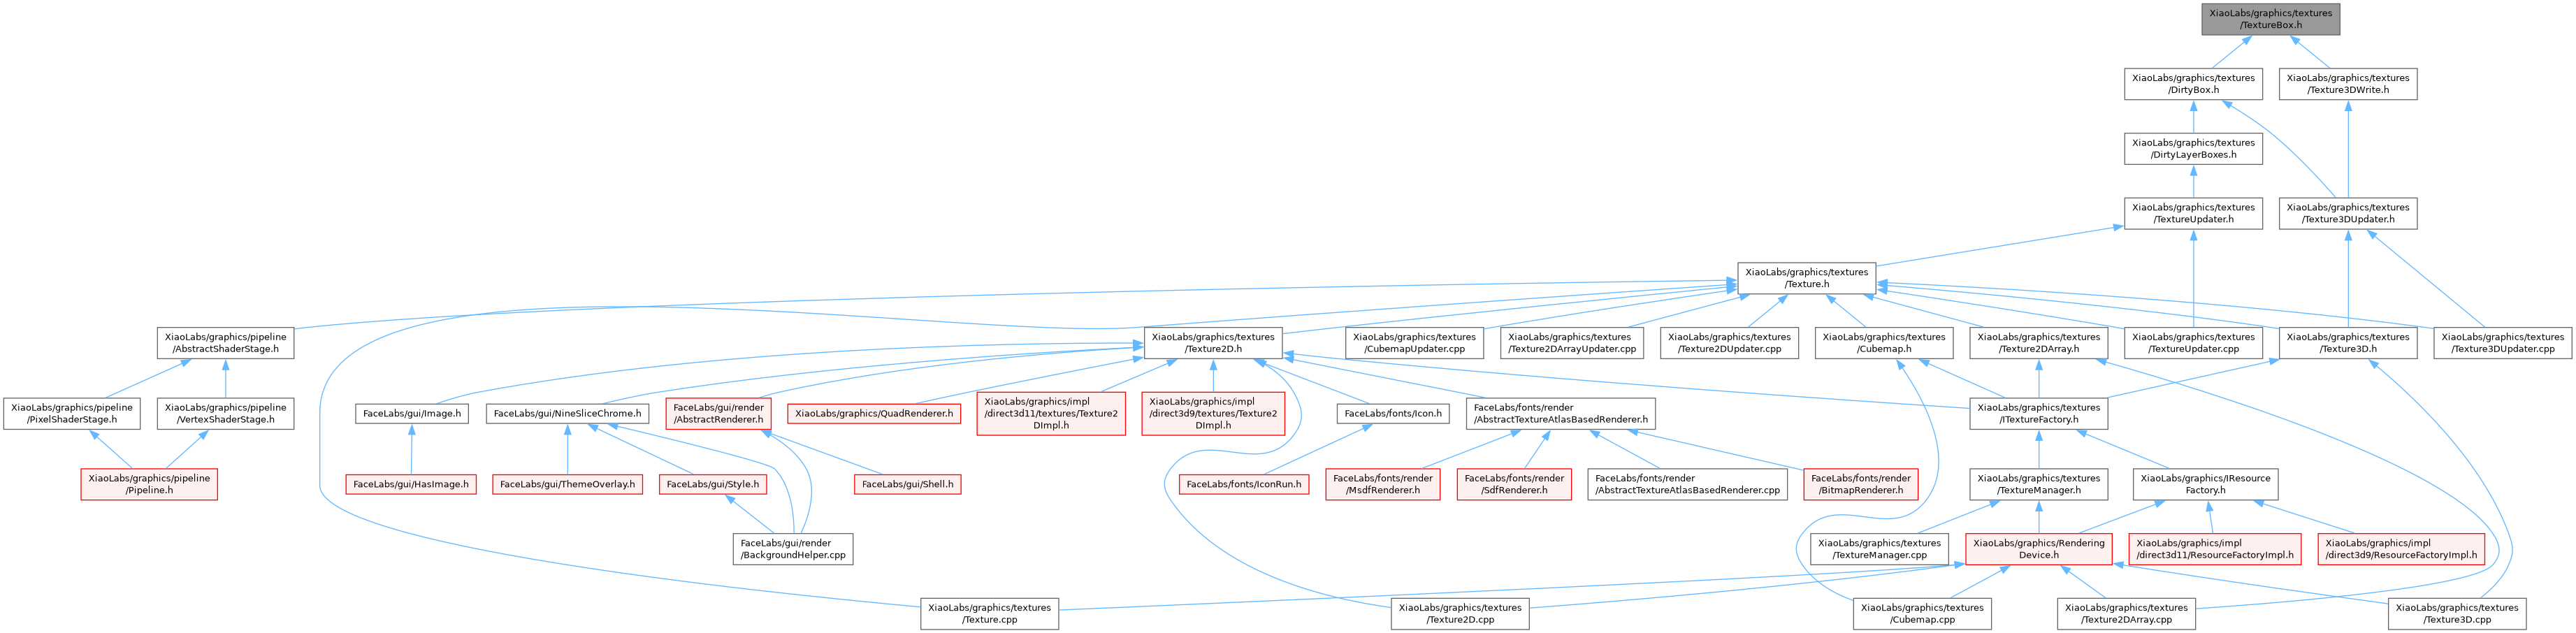 XiaoLabs/graphics/textures
/TextureBox.h
XiaoLabs/graphics/textures
/DirtyBox.h
XiaoLabs/graphics/textures
/Texture3DWrite.h
XiaoLabs/graphics/textures
/DirtyLayerBoxes.h
XiaoLabs/graphics/textures
/TextureUpdater.h
XiaoLabs/graphics/textures
/Texture3DUpdater.h
XiaoLabs/graphics/textures
/Texture.h
XiaoLabs/graphics/pipeline
/AbstractShaderStage.h
XiaoLabs/graphics/textures
/Texture2D.h
XiaoLabs/graphics/textures
/CubemapUpdater.cpp
XiaoLabs/graphics/textures
/Texture2DArrayUpdater.cpp
XiaoLabs/graphics/textures
/Texture2DUpdater.cpp
XiaoLabs/graphics/textures
/Cubemap.h
XiaoLabs/graphics/textures
/Texture2DArray.h
XiaoLabs/graphics/textures
/TextureUpdater.cpp
XiaoLabs/graphics/textures
/Texture3D.h
XiaoLabs/graphics/textures
/Texture3DUpdater.cpp
XiaoLabs/graphics/pipeline
/PixelShaderStage.h
XiaoLabs/graphics/pipeline
/VertexShaderStage.h
FaceLabs/gui/Image.h
FaceLabs/gui/NineSliceChrome.h
FaceLabs/gui/render
/AbstractRenderer.h
XiaoLabs/graphics/QuadRenderer.h
XiaoLabs/graphics/impl
/direct3d11/textures/Texture2
DImpl.h
XiaoLabs/graphics/impl
/direct3d9/textures/Texture2
DImpl.h
FaceLabs/fonts/Icon.h
FaceLabs/fonts/render
/AbstractTextureAtlasBasedRenderer.h
XiaoLabs/graphics/textures
/ITextureFactory.h
XiaoLabs/graphics/pipeline
/Pipeline.h
FaceLabs/gui/HasImage.h
FaceLabs/gui/ThemeOverlay.h
FaceLabs/gui/Style.h
FaceLabs/gui/Shell.h
FaceLabs/fonts/IconRun.h
FaceLabs/fonts/render
/MsdfRenderer.h
FaceLabs/fonts/render
/SdfRenderer.h
FaceLabs/fonts/render
/AbstractTextureAtlasBasedRenderer.cpp
FaceLabs/fonts/render
/BitmapRenderer.h
XiaoLabs/graphics/textures
/TextureManager.h
XiaoLabs/graphics/IResource
Factory.h
FaceLabs/gui/render
/BackgroundHelper.cpp
XiaoLabs/graphics/textures
/TextureManager.cpp
XiaoLabs/graphics/Rendering
Device.h
XiaoLabs/graphics/impl
/direct3d11/ResourceFactoryImpl.h
XiaoLabs/graphics/impl
/direct3d9/ResourceFactoryImpl.h
XiaoLabs/graphics/textures
/Texture.cpp
XiaoLabs/graphics/textures
/Texture2D.cpp
XiaoLabs/graphics/textures
/Cubemap.cpp
XiaoLabs/graphics/textures
/Texture2DArray.cpp
XiaoLabs/graphics/textures
/Texture3D.cpp